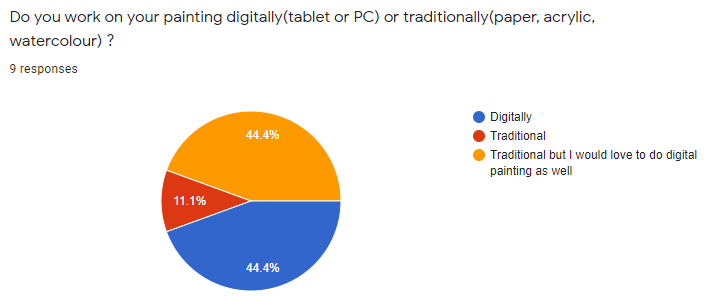 Do you work on your painting digitally(tablet or PC) or traditionally(paper, acrylic,
watercolour) ?
9 responses
44.4%
11.1%
44.4%
Digitally
Traditional
Traditional but I would love to do digital
painting as well